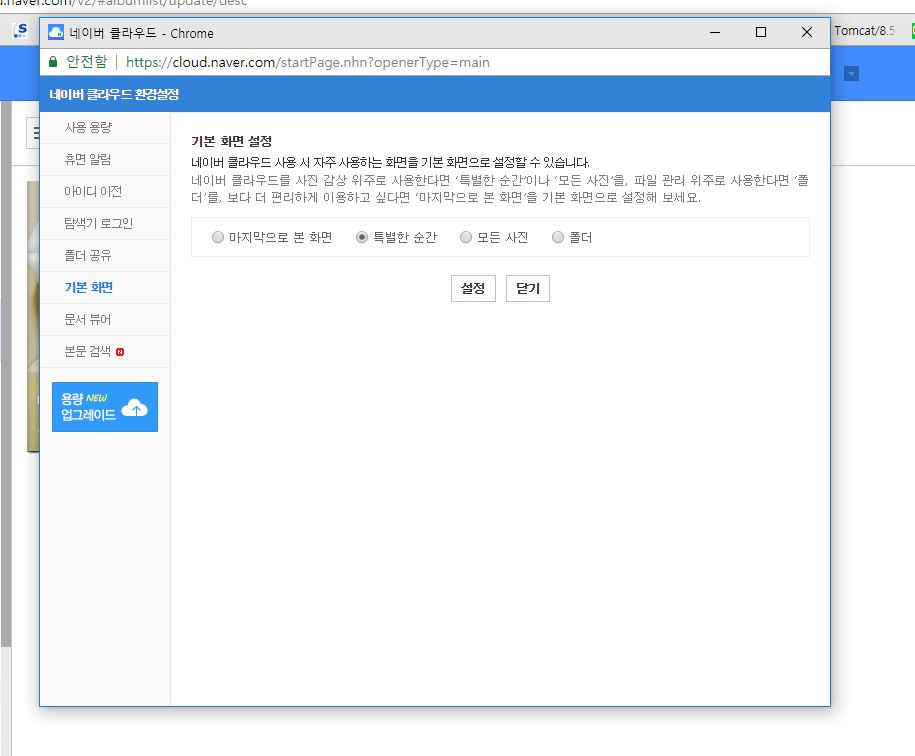 .naver.com/v2/#albumlist/update/desc
S
네이버 클라우드 - Chrome
Tomcat/8.5.
안전함
https://cloud.naver.com/startPage.nhn?openerType=main
네이버 클라우드 환경설정
사용 용량
휴면 알림
아이디 이전
탐색기 로그인
폴더 공유
기본 화면
문서 뷰어
본문 검색 N
용량 NEW
업그레이드
기본 화면 설정
네이버 클라우드 사용 시 자주 사용하는 화면을 기본 화면으로 설정할 수 있습니다.
네이버 클라우드를 사진 감상 위주로 사용한다면 ‘특별한 순간’이나 ‘모든 사진’을, 파일 관리 위주로 사용한다면 ‘폴
더’를, 보다 더 편리하게 이용하고 싶다면 ‘마지막으로 본 화면’을 기본 화면으로 설정해 보세요.
마지막으로 본 화면 특별한 순간 모든 사진 폴더
설정 닫기